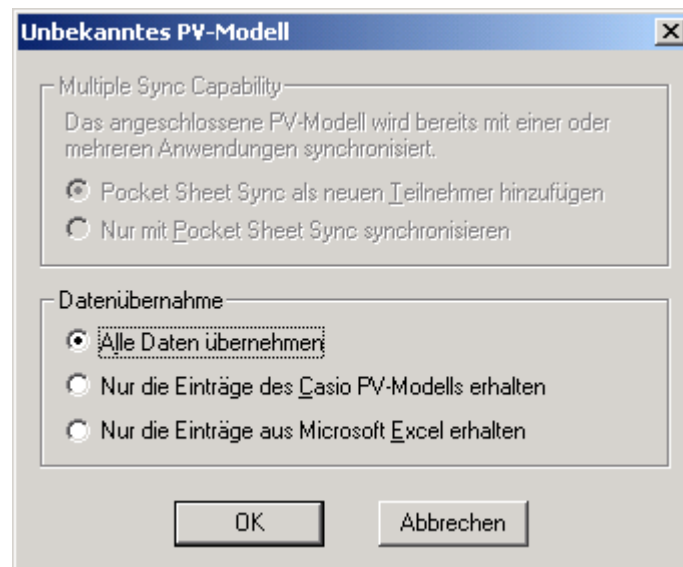 Unbekanntes PV-Modell
Multiple Sync Capability
Das angeschlossene PV-Modell wird bereits mit einer oder
mehreren Anwendungen synchronisiert.
Pocket Sheet Sync als neuen Teilnehmer hinzufügen
Nur mit Pocket Sheet Sync synchronisieren
Datenübernahme
Alle Daten übernehmen
Nur die Einträge des Casio PV-Modells erhalten
Nur die Einträge aus Microsoft Excel erhalten
OK
Abbrechen